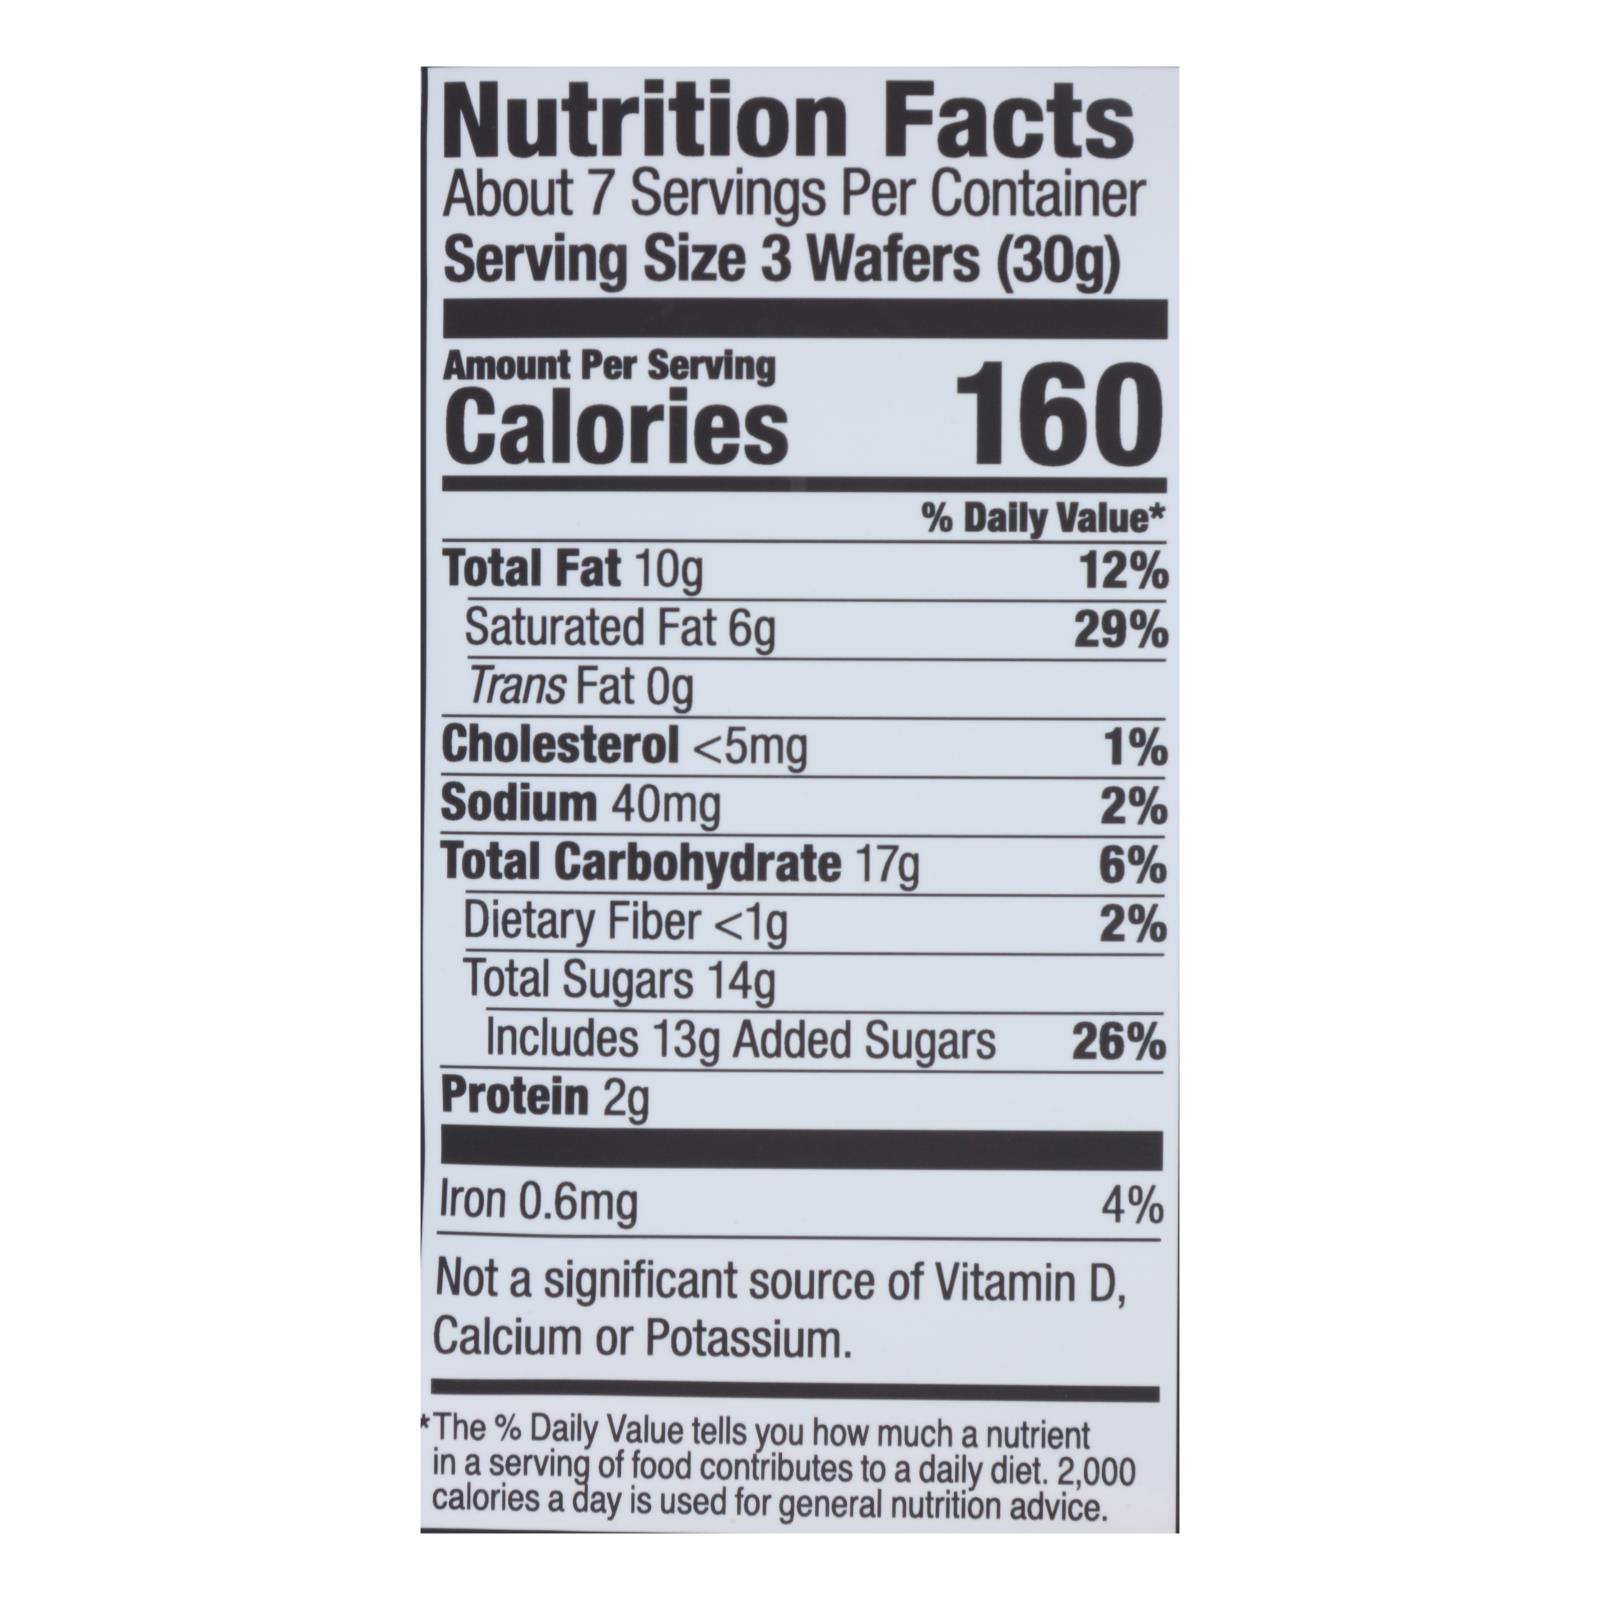 Nutrition Facts
About 7 Servings Per Container
Serving Size 3 Wafers (30g)
Amount Per Serving
Calories 160
% Daily Value*
Total Fat 10g 12%
Saturated Fat 6g 29%
Trans Fat 0g
Cholesterol <5mg 1%
Sodium 40mg 2%
Total Carbohydrate 17g 6%
Dietary Fiber <1g 2%
Total Sugars 14g
Includes 13g Added Sugars 26%
Protein 2g
Iron 0.6mg 4%
Not a significant source of Vitamin D,
Calcium or Potassium.
*The % Daily Value tells you how much a nutrient
in a serving of food contributes to a daily diet. 2,000
calories a day is used for general nutrition advice.